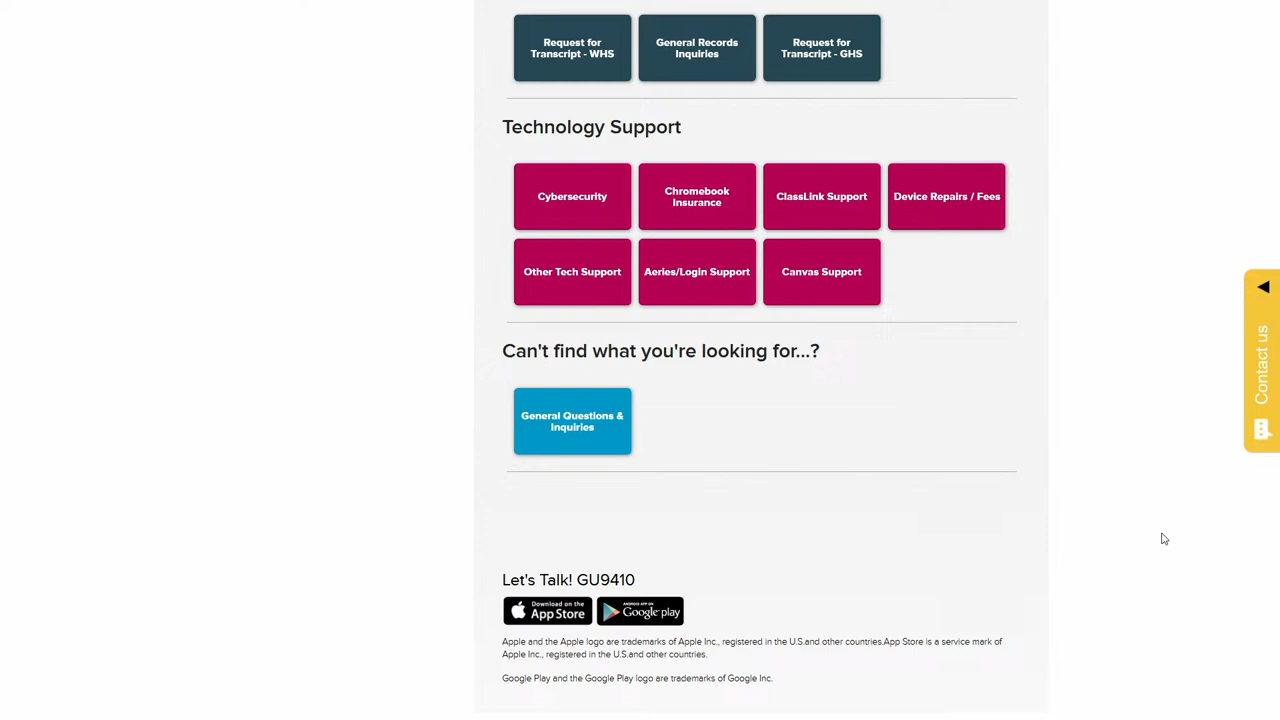 Request for
Transcript - WHS
General Records
Inquiries
Request for
Transcript - GHS
Technology Support
Cybersecurity
Chromebook
Insurance
ClassLink Support
Device Repairs / Fees
Other Tech Support
Aeries/Login Support
Canvas Support
Contact us
Can't find what you're looking for...?
General Questions &
Inquiries
Let's Talk! GU9410
Download on the
App Store
ANDROID APP ON
Google play
Apple and the Apple logo are trademarks of Apple Inc., registered in the U.S.and other countries.App Store is a service mark of
Apple Inc., registered in the U.S.and other countries.
Google Play and the Google Play logo are trademarks of Google Inc.